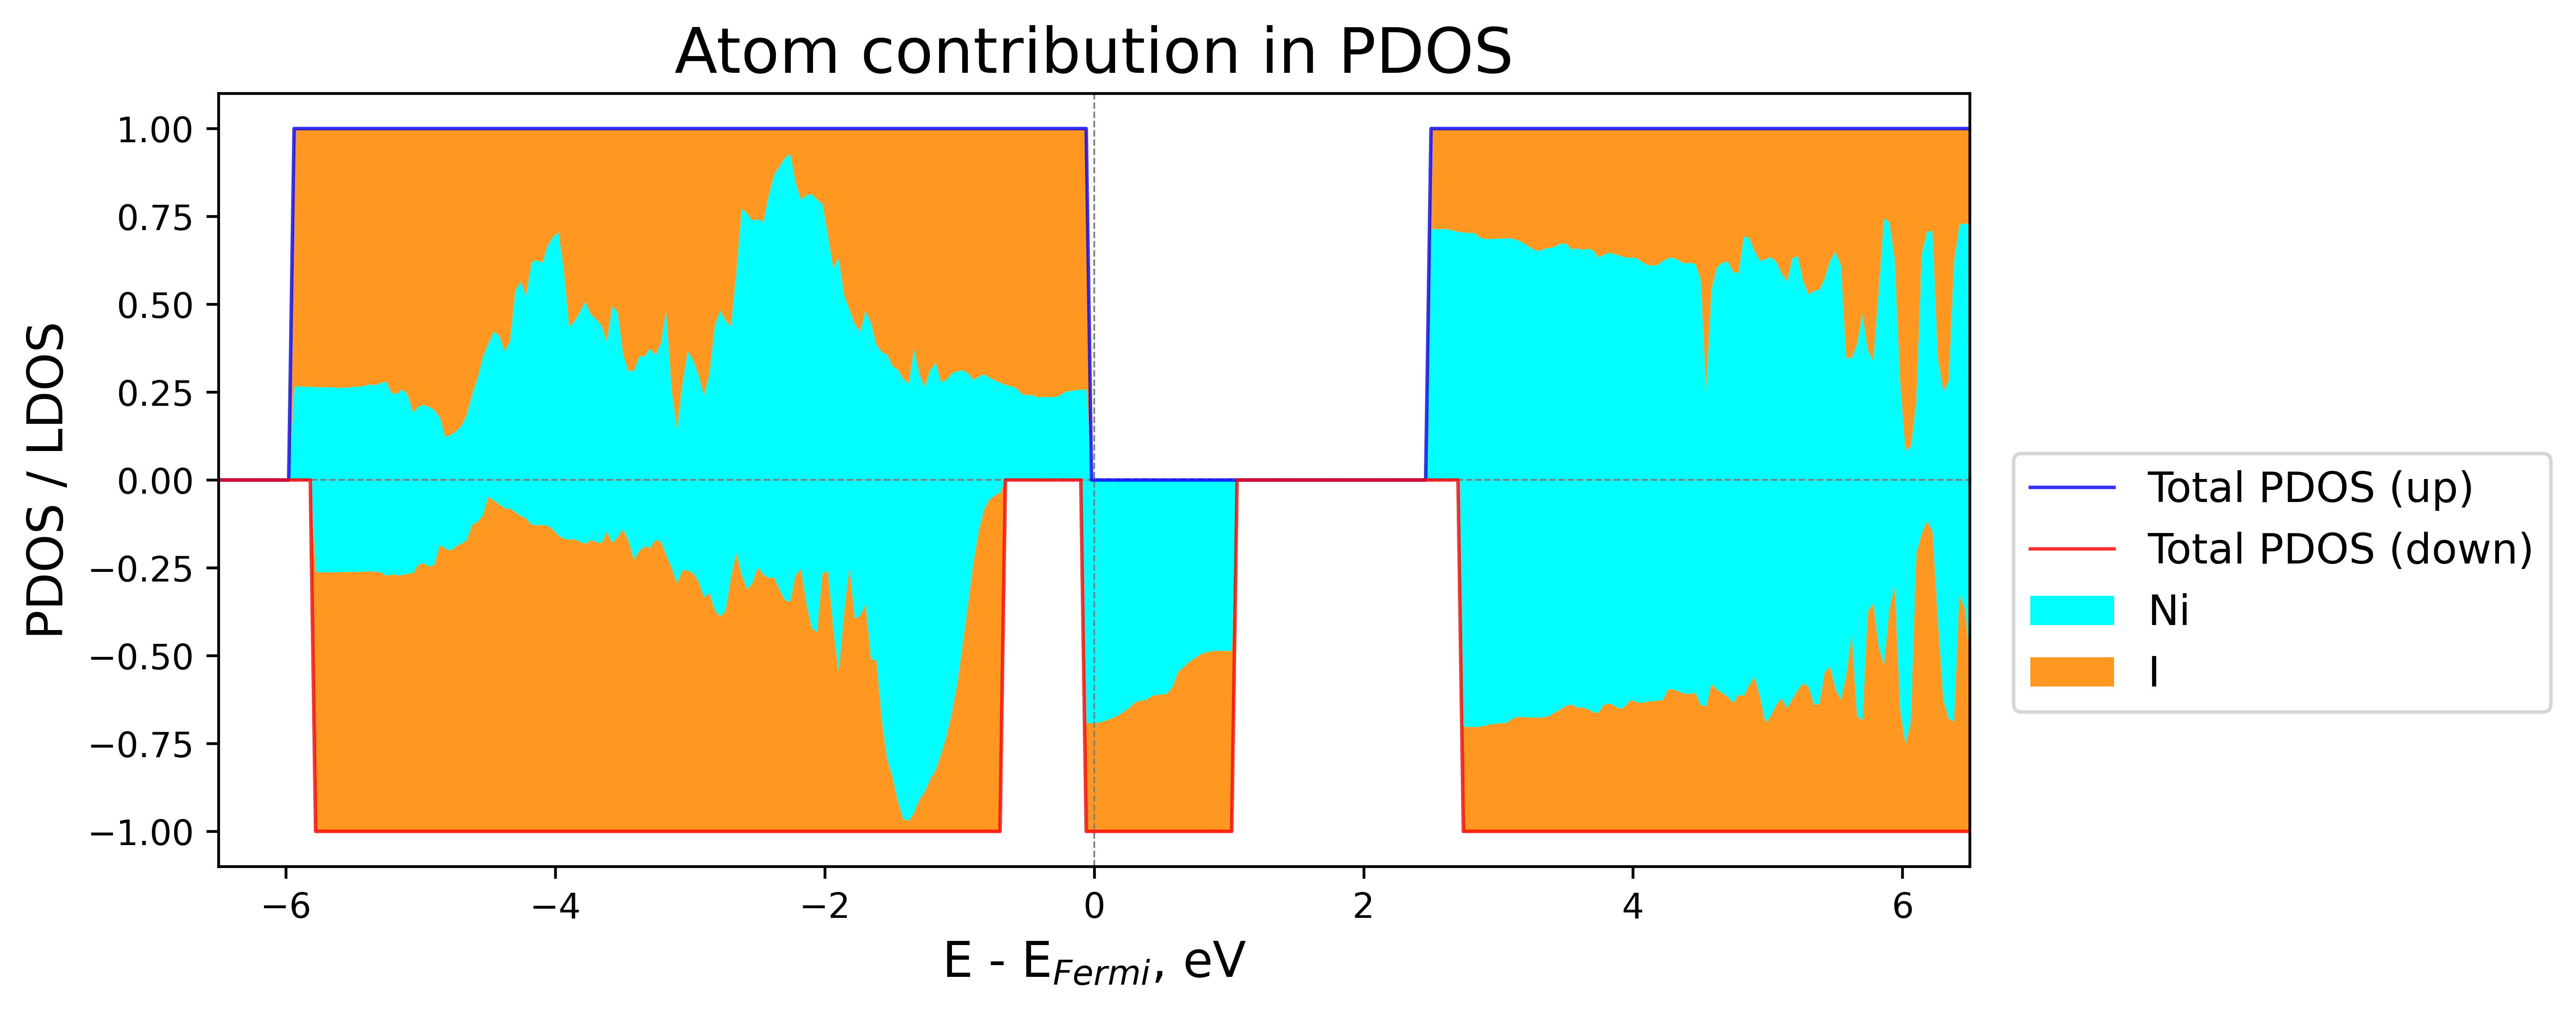 Atom contribution in PDOS
PDOS / LDOS
1.00
0.75
0.50
0.25
0.00
−0.25
−0.50
−0.75
−1.00
−6
−4
−2
0
2
4
6
E - E_Fermi, eV
Total PDOS (up)
Total PDOS (down)
Ni
I